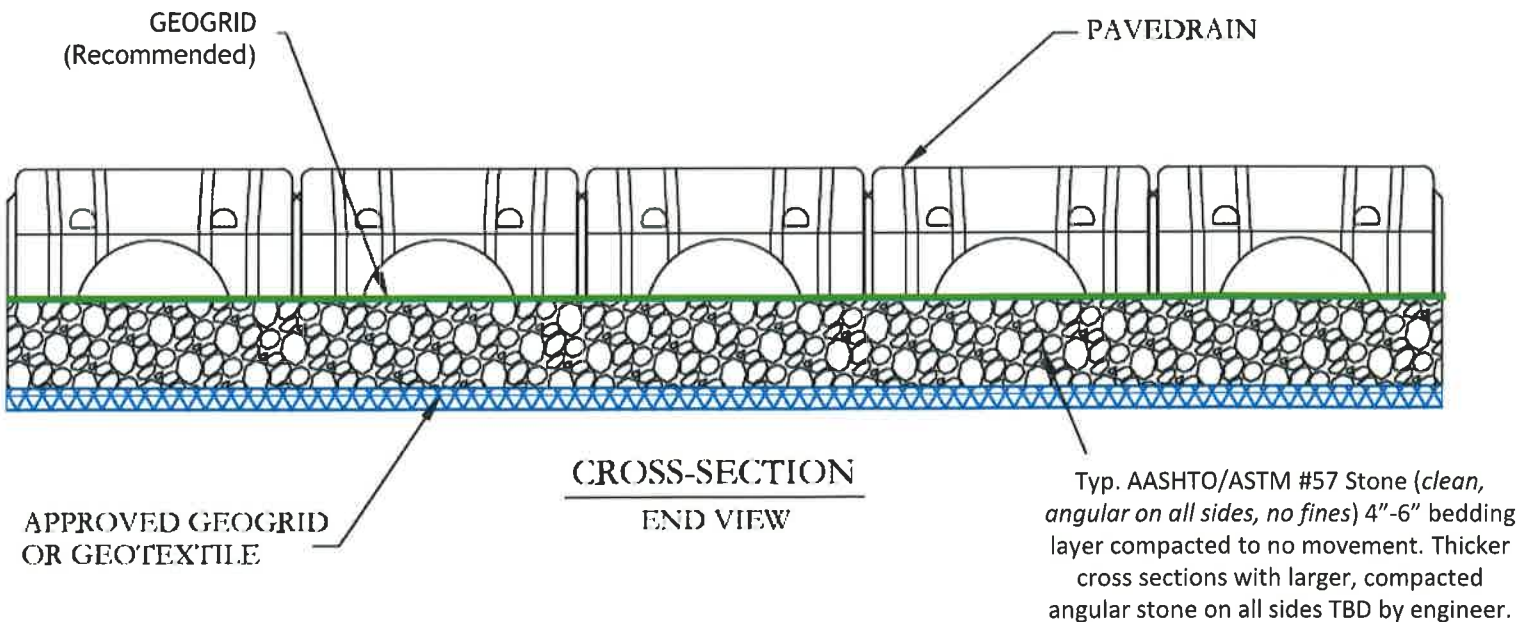 GEOGRID
(Recommended)
PAVEDRAIN
CROSS-SECTION
END VIEW
APPROVED GEOGRID
OR GEOTEXTILE
Typ. AASHTO/ASTM #57 Stone (clean,
angular on all sides, no fines) 4”-6” bedding
layer compacted to no movement. Thicker
cross sections with larger, compacted
angular stone on all sides TBD by engineer.